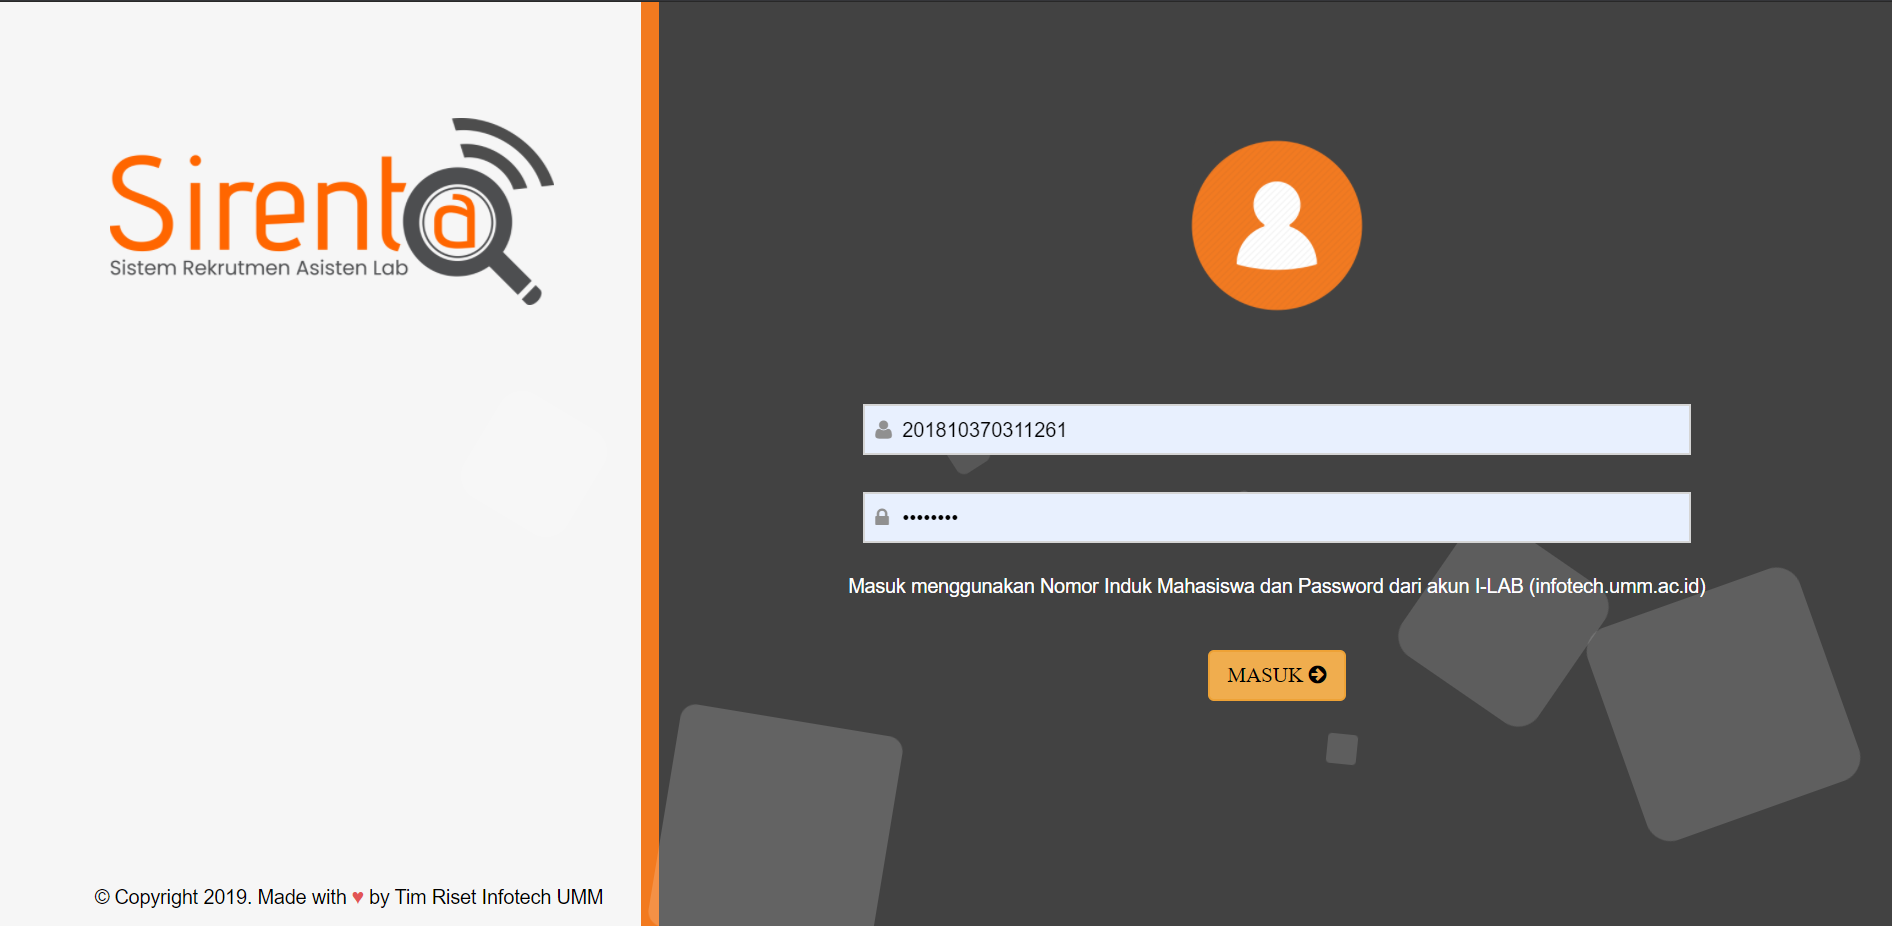 Sirenta
Sistem Rekrutmen Asisten Lab
201810370311261
••••••••
Masuk menggunakan Nomor Induk Mahasiswa dan Password dari akun I-LAB (infotech.umm.ac.id)
MASUK
© Copyright 2019. Made with ♥ by Tim Riset Infotech UMM